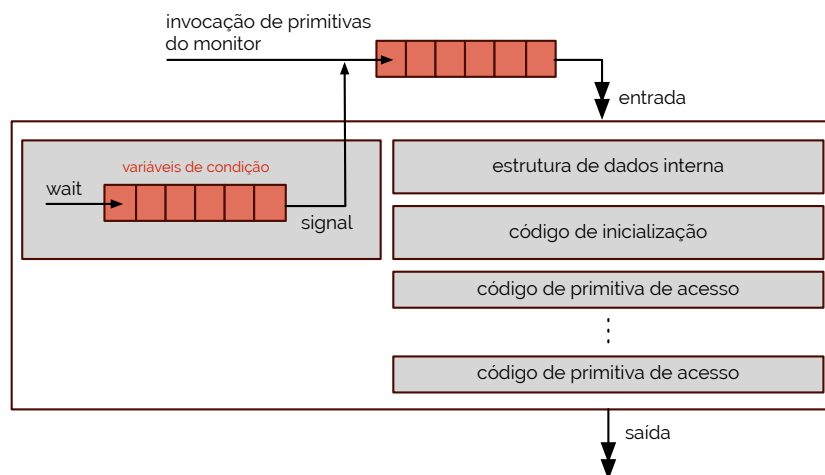 invocação de primitivas
do monitor
entrada
variáveis de condição
wait
signal
estrutura de dados interna
código de inicialização
código de primitiva de acesso
código de primitiva de acesso
saída